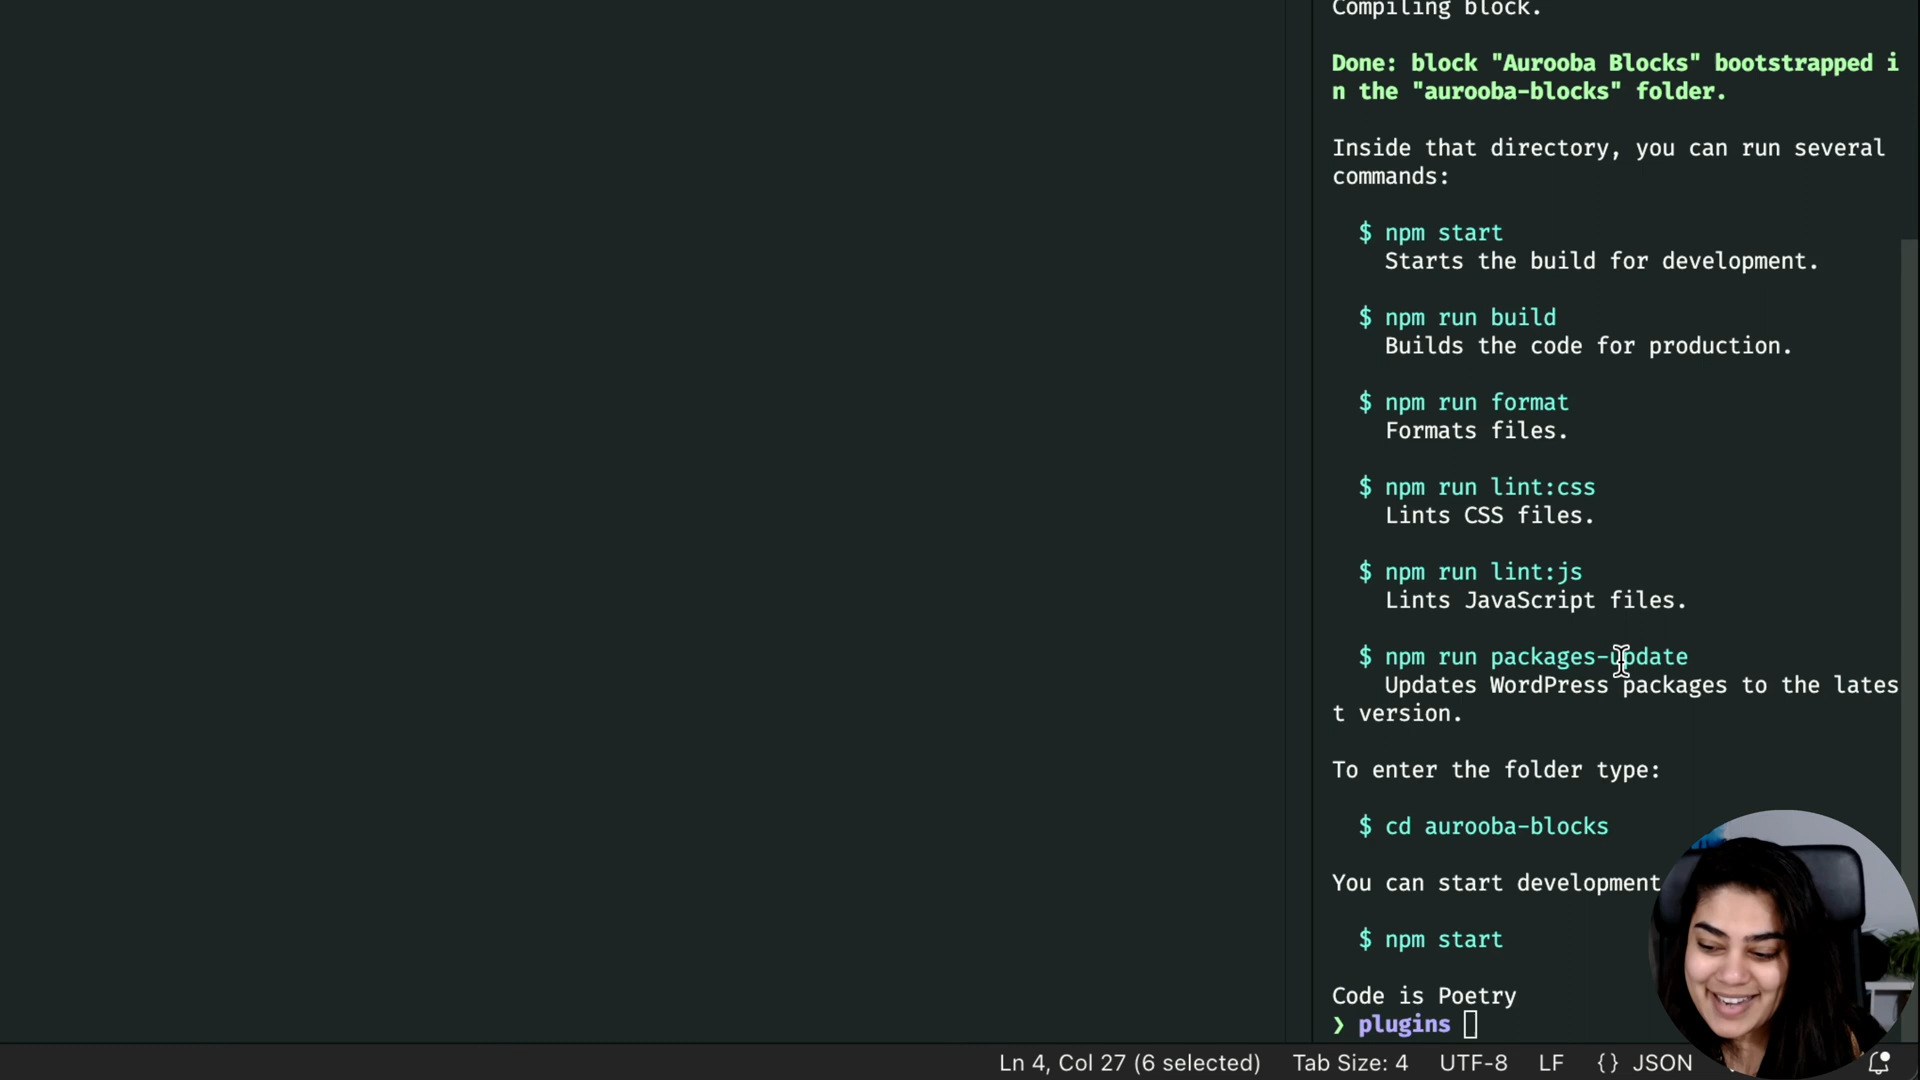 Compiling block.
Done: block "Aurooba Blocks" bootstrapped i
n the "aurooba-blocks" folder.
Inside that directory, you can run several
commands:
$ npm start
Starts the build for development.
$ npm run build
Builds the code for production.
$ npm run format
Formats files.
$ npm run lint:css
Lints CSS files.
$ npm run lint:js
Lints JavaScript files.
$ npm run packages-update
Updates WordPress packages to the lates
t version.
To enter the folder type:
$ cd aurooba-blocks
You can start development
$ npm start
Code is Poetry
❯ plugins
Ln 4, Col 27 (6 selected) Tab Size: 4 UTF-8 LF {} JSON